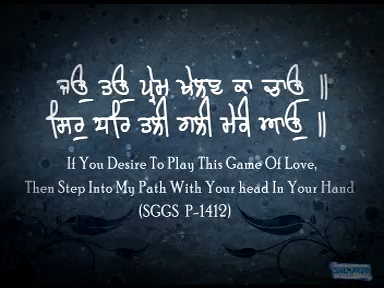 ਜਉ ਤਉ ਪ੍ਰੇਮ ਖੇਲਣ ਕਾ ਚਾਉ ॥
ਸਿਰੁ ਧਰਿ ਤਲੀ ਗਲੀ ਮੇਰੀ ਆਉ ॥
If You Desire To Play This Game Of Love,
Then Step Into My Path With Your head In Your Hand
(SGGS P-1412)
SHEMAROO